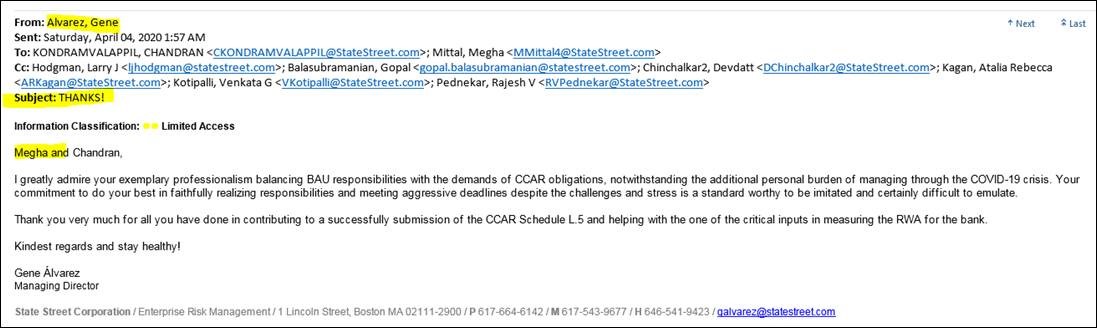 From: Alvarez, Gene
↑ Next
⌅ Last
Sent: Saturday, April 04, 2020 1:57 AM
To: KONDRAMVALAPPIL, CHANDRAN <CKONDRAMVALAPPIL@StateStreet.com>; Mittal, Megha <MMittal4@StateStreet.com>
Cc: Hodgman, Larry J <ljhodgman@statestreet.com>; Balasubramanian, Gopal <gopal.balasubramanian@statestreet.com>; Chinchalkar2, Devdatt <DChinchalkar2@StateStreet.com>; Kagan, Atalia Rebecca
<ARKagan@StateStreet.com>; Kotipalli, Venkata G <VKotipalli@StateStreet.com>; Pednekar, Rajesh V <RVPednekar@StateStreet.com>
Subject: THANKS!
Information Classification: Limited Access
Megha and Chandran,
I greatly admire your exemplary professionalism balancing BAU responsibilities with the demands of CCAR obligations, notwithstanding the additional personal burden of managing through the COVID-19 crisis. Your
commitment to do your best in faithfully realizing responsibilities and meeting aggressive deadlines despite the challenges and stress is a standard worthy to be imitated and certainly difficult to emulate.
Thank you very much for all you have done in contributing to a successfully submission of the CCAR Schedule L.5 and helping with the one of the critical inputs in measuring the RWA for the bank.
Kindest regards and stay healthy!
Gene Álvarez
Managing Director
State Street Corporation / Enterprise Risk Management / 1 Lincoln Street, Boston MA 02111-2900 / P 617-664-6142 / M 617-543-9677 / H 646-541-9423 / galvarez@statestreet.com